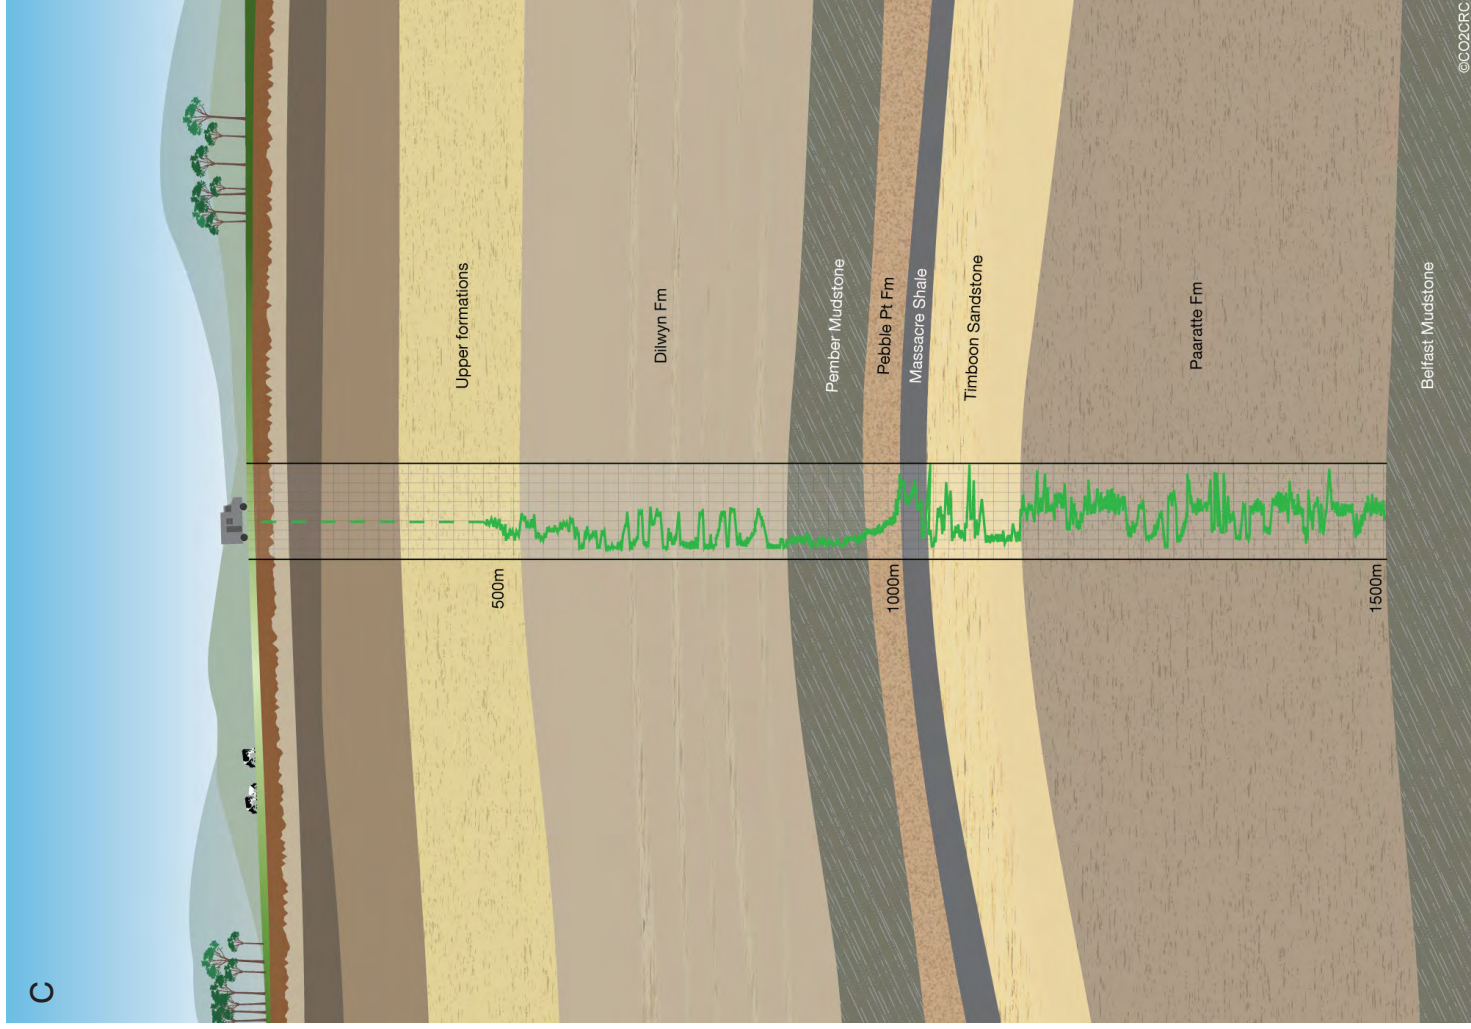 C
Upper formations
500m
Dilwyn Fm
Pember Mudstone
Pebble Pt Fm
1000m
Massacre Shale
Timboon Sandstone
Paaratte Fm
1500m
Belfast Mudstone
©CO2CRC